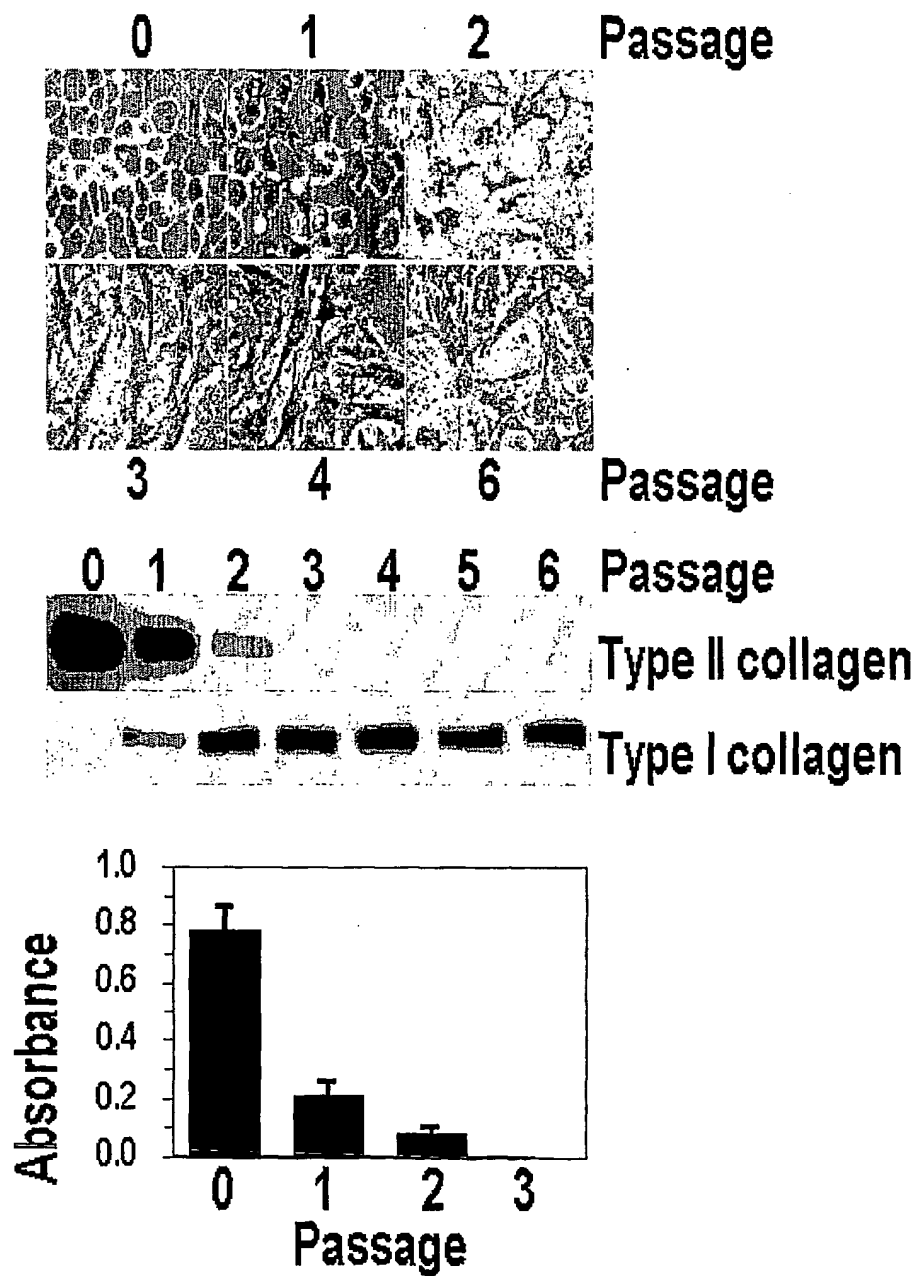 0 1 2 Passage
3 4 6 Passage
0 1 2 3 4 5 6 Passage
Type II collagen
Type I collagen
1.0
0.8
0.6
0.4
0.2
0.0
Absorbance
0 1 2 3
Passage